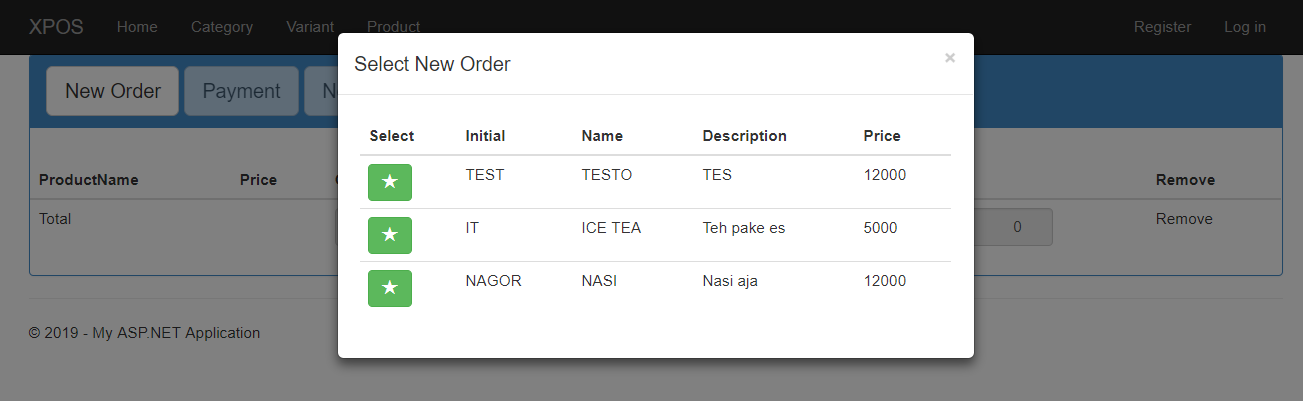 XPOS Home Category Variant Product Register Log in
Select New Order ×
New Order Payment
Select Initial Name Description Price
TEST TESTO TES 12000
IT ICE TEA Teh pake es 5000
NAGOR NASI Nasi aja 12000
ProductName Price Remove
Total 0 Remove
© 2019 - My ASP.NET Application